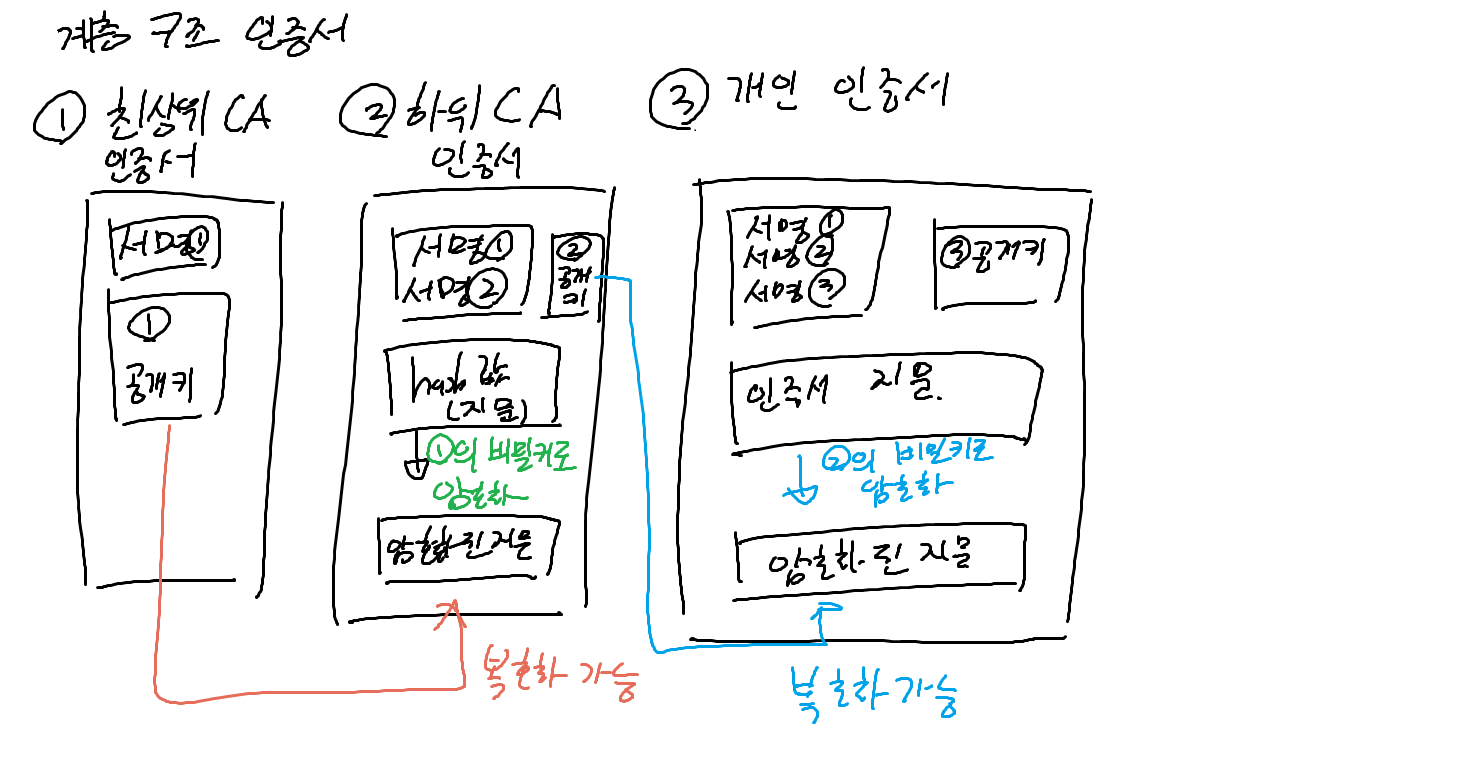 계층 구조 인증서
① 최상위 CA
인증서
서명①
①
공개키
② 하위 CA
인증서
서명①
서명②
②
공개
키
hash 값
(지문)
①의 비밀키로
암호화
암호화된 지문
복호화 가능
③ 개인 인증서
서명①
서명②
서명③
③공개키
인증서 지문.
②의 비밀키로
암호화
암호화된 지문
복호화 가능